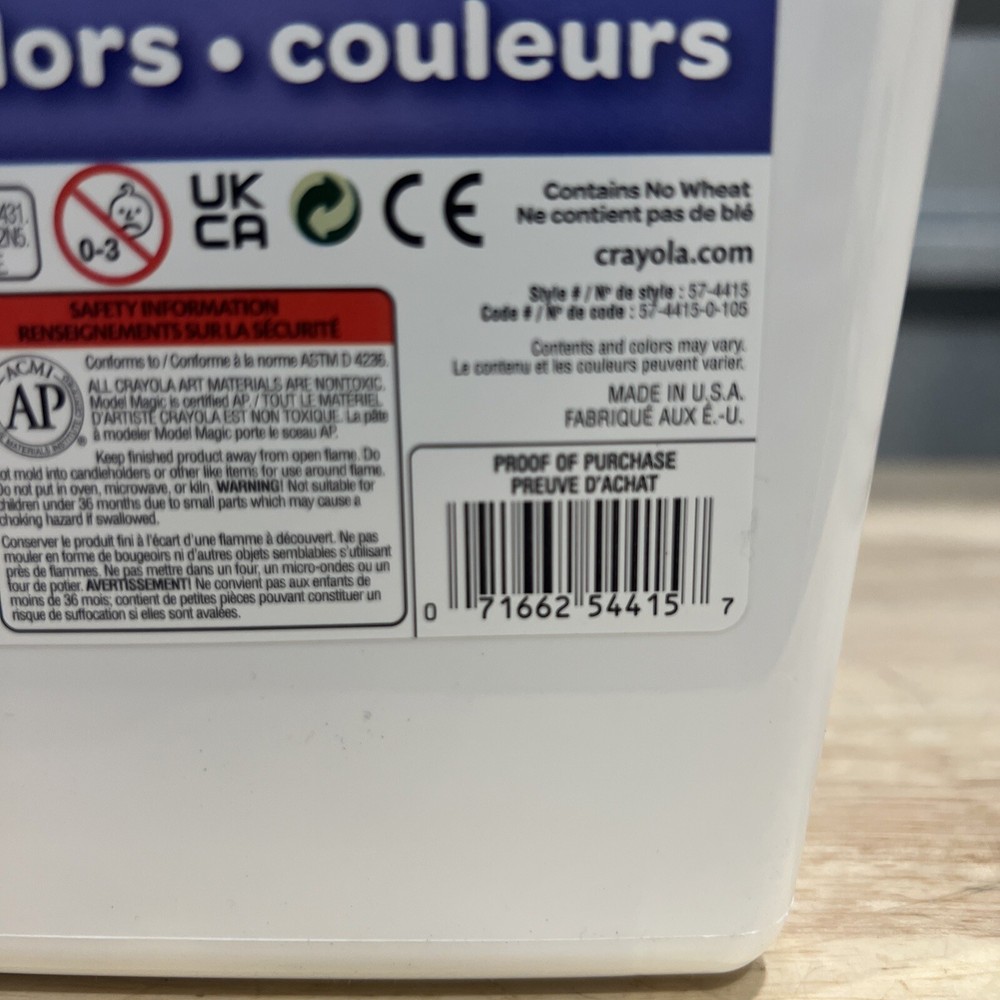 lors • couleurs
431.
2N5.
0-3
UK
CA
CE
Contains No Wheat
Ne contient pas de blé
crayola.com
Style # / Nº de style : 57-4415
Code # / Nº de code : 57-4415-0-105
Contents and colors may vary.
Le contenu et les couleurs peuvent varier.
MADE IN U.S.A.
FABRIQUÉ AUX É.-U.
SAFETY INFORMATION
RENSEIGNEMENTS SUR LA SÉCURITÉ
ACMI
AP
MATERIALS
®
Conforms to / Conforme à la norme ASTM D 4236.
ALL CRAYOLA ART MATERIALS ARE NONTOXIC.
Model Magic is certified AP. / TOUT LE MATÉRIEL
D'ARTISTE CRAYOLA EST NON TOXIQUE. La pâte
à modeler Model Magic porte le sceau AP.
Keep finished product away from open flame. Do
ot mold into candleholders or other like items for use around flame.
Do not put in oven, microwave, or kiln. WARNING! Not suitable for
children under 36 months due to small parts which may cause a
choking hazard if swallowed.
Conserver le produit fini à l'écart d'une flamme à découvert. Ne pas
mouler en forme de bougeoirs ni d'autres objets semblables s'utilisant
près de flammes. Ne pas mettre dans un four, un micro-ondes ou un
four de potier. AVERTISSEMENT! Ne convient pas aux enfants de
moins de 36 mois; contient de petites pièces pouvant constituer un
risque de suffocation si elles sont avalées.
PROOF OF PURCHASE
PREUVE D'ACHAT
0 71662 54415 7